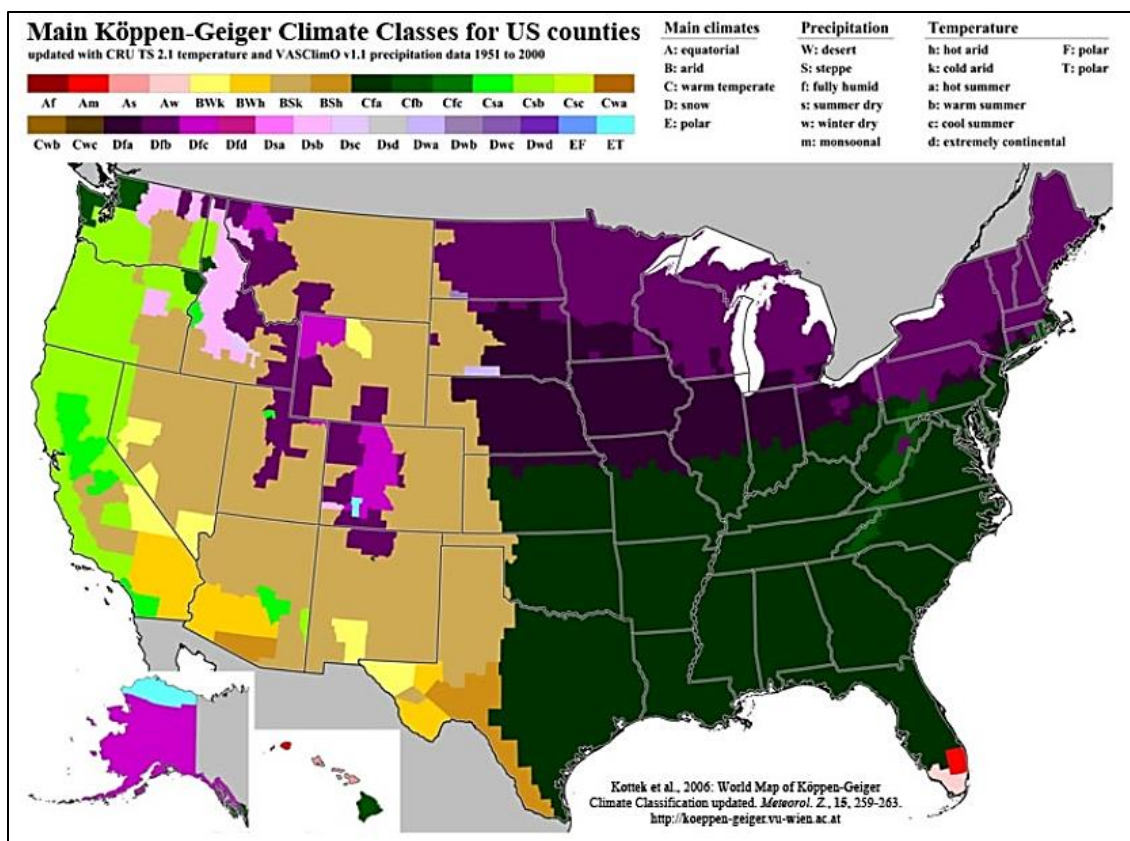 Main Köppen-Geiger Climate Classes for US counties
updated with CRU TS 2.1 temperature and VASClimO v1.1 precipitation data 1951 to 2000
Af Am As Aw BWk BWh BSk BSh Cfa Cfb Cfc Csa Csb Csc Cwa
Cwb Cwc Dfa Dfb Dfc Dfd Dsa Dsb Dsc Dsd Dwa Dwb Dwc Dwd EF ET
Main climates
A: equatorial
B: arid
C: warm temperate
D: snow
E: polar
Precipitation
W: desert
S: steppe
f: fully humid
s: summer dry
w: winter dry
m: monsoonal
Temperature
h: hot arid F: polar
k: cold arid T: polar
a: hot summer
b: warm summer
c: cool summer
d: extremely continental
Kottek et al., 2006: World Map of Köppen-Geiger
Climate Classification updated. Meteorol. Z., 15, 259-263.
http://koeppen-geiger.vu-wien.ac.at